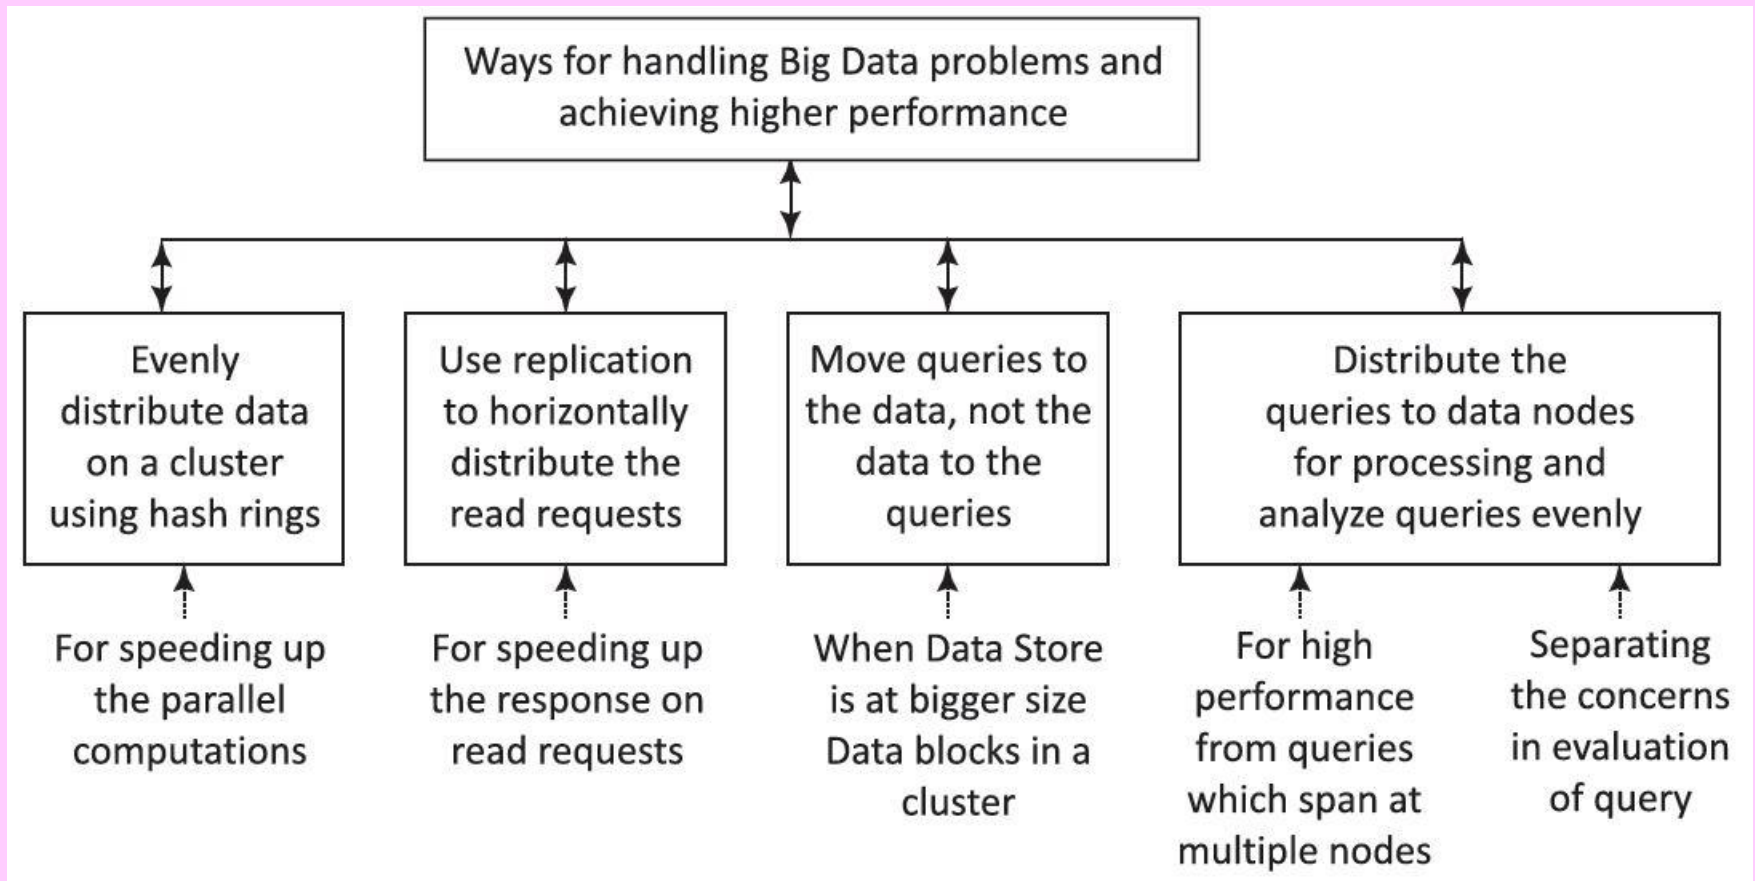 Ways for handling Big Data problems and
achieving higher performance
Evenly
distribute data
on a cluster
using hash rings
Use replication
to horizontally
distribute the
read requests
Move queries to
the data, not the
data to the
queries
Distribute the
queries to data nodes
for processing and
analyze queries evenly
For speeding up
the parallel
computations
For speeding up
the response on
read requests
When Data Store
is at bigger size
Data blocks in a
cluster
For high
performance
from queries
which span at
multiple nodes
Separating
the concerns
in evaluation
of query